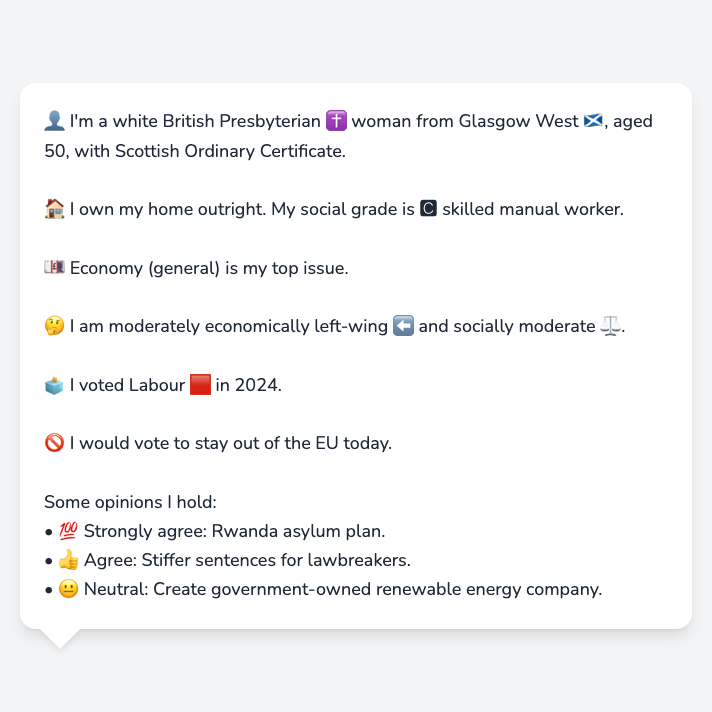 👤 I'm a white British Presbyterian ✝️ woman from Glasgow West 🏴󠁧󠁢󠁳󠁣󠁴󠁿, aged
50, with Scottish Ordinary Certificate.
🏠 I own my home outright. My social grade is 🅲 skilled manual worker.
💷 Economy (general) is my top issue.
🤔 I am moderately economically left-wing ⬅️ and socially moderate ⚖️.
🗳️ I voted Labour 🟥 in 2024.
🚫 I would vote to stay out of the EU today.
Some opinions I hold:
• 💯 Strongly agree: Rwanda asylum plan.
• 👍 Agree: Stiffer sentences for lawbreakers.
• 😐 Neutral: Create government-owned renewable energy company.